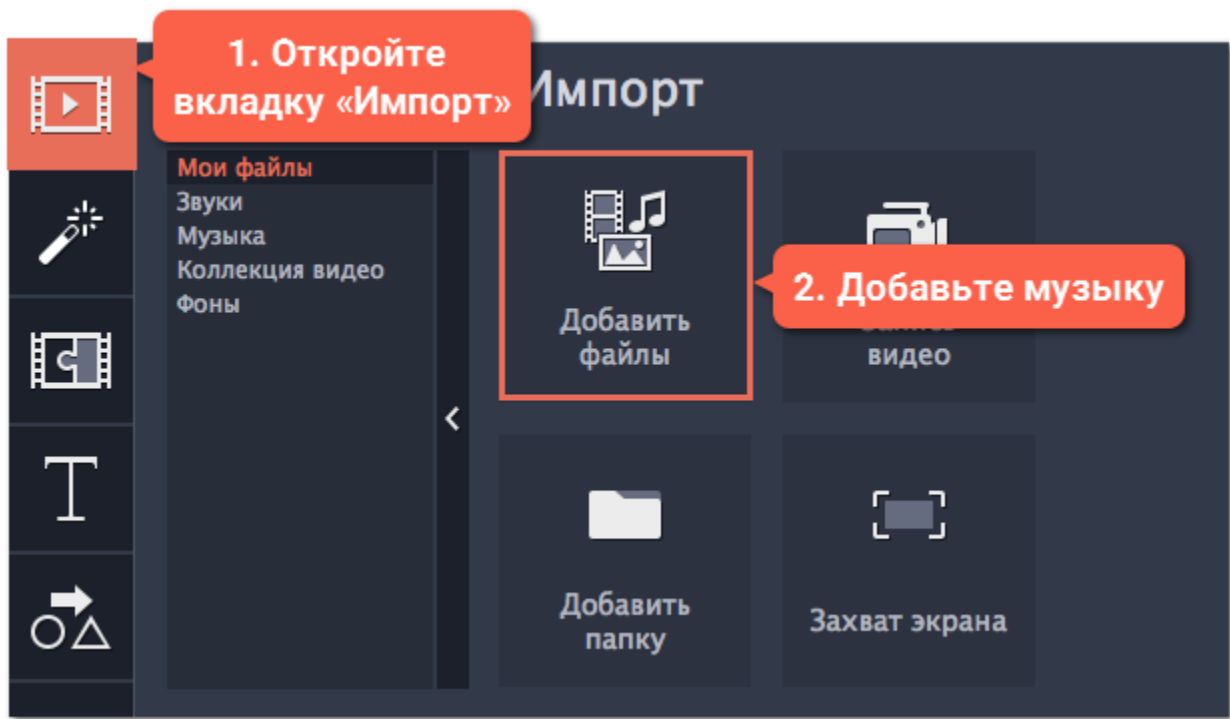 1. Откройте
вкладку «Импорт»
Импорт
Мои файлы
Звуки
Музыка
Коллекция видео
Фоны
Добавить
файлы
2. Добавьте музыку
видео
Добавить
папку
Захват экрана